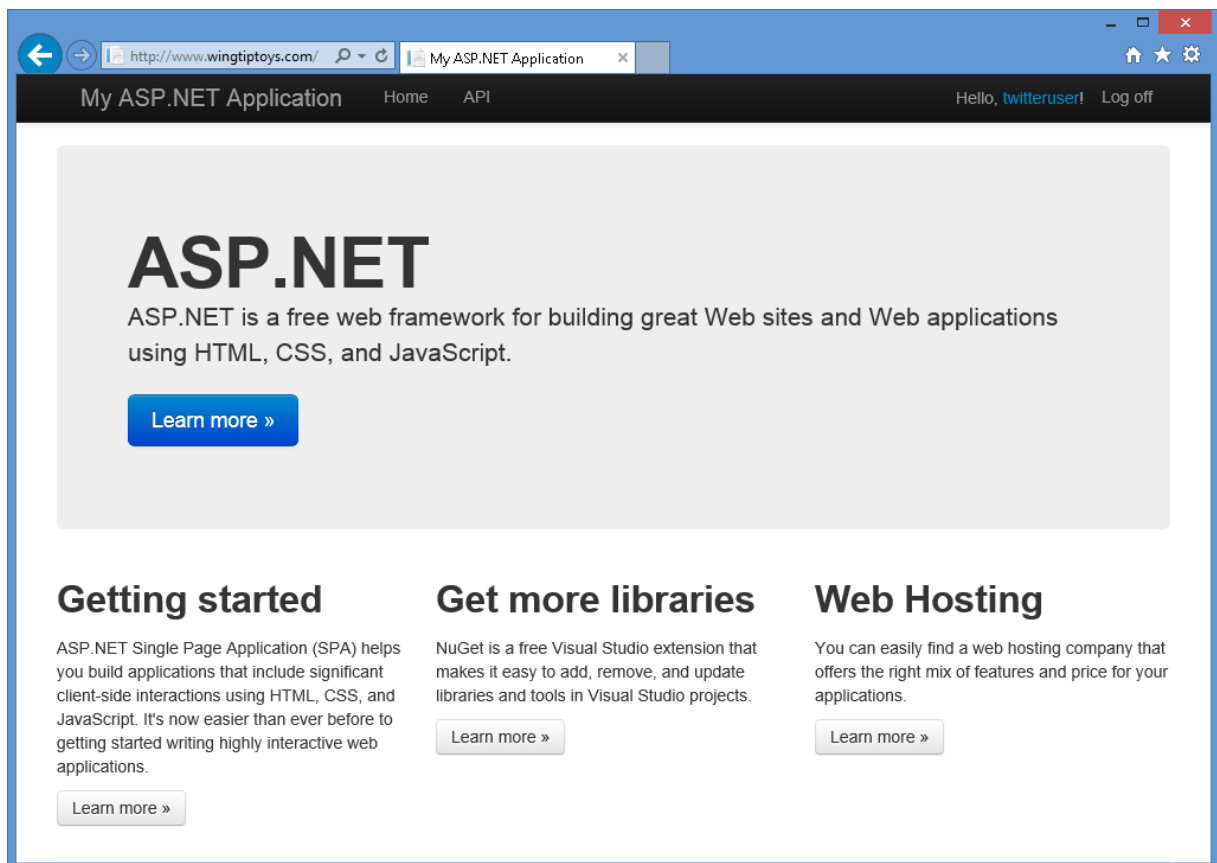 http://www.wingtiptoys.com/
My ASP.NET Application
My ASP.NET Application
Home
API
Hello, twitteruser!
Log off
ASP.NET
ASP.NET is a free web framework for building great Web sites and Web applications
using HTML, CSS, and JavaScript.
Learn more »
Getting started
ASP.NET Single Page Application (SPA) helps
you build applications that include significant
client-side interactions using HTML, CSS, and
JavaScript. It's now easier than ever before to
getting started writing highly interactive web
applications.
Learn more »
Get more libraries
NuGet is a free Visual Studio extension that
makes it easy to add, remove, and update
libraries and tools in Visual Studio projects.
Learn more »
Web Hosting
You can easily find a web hosting company that
offers the right mix of features and price for your
applications.
Learn more »